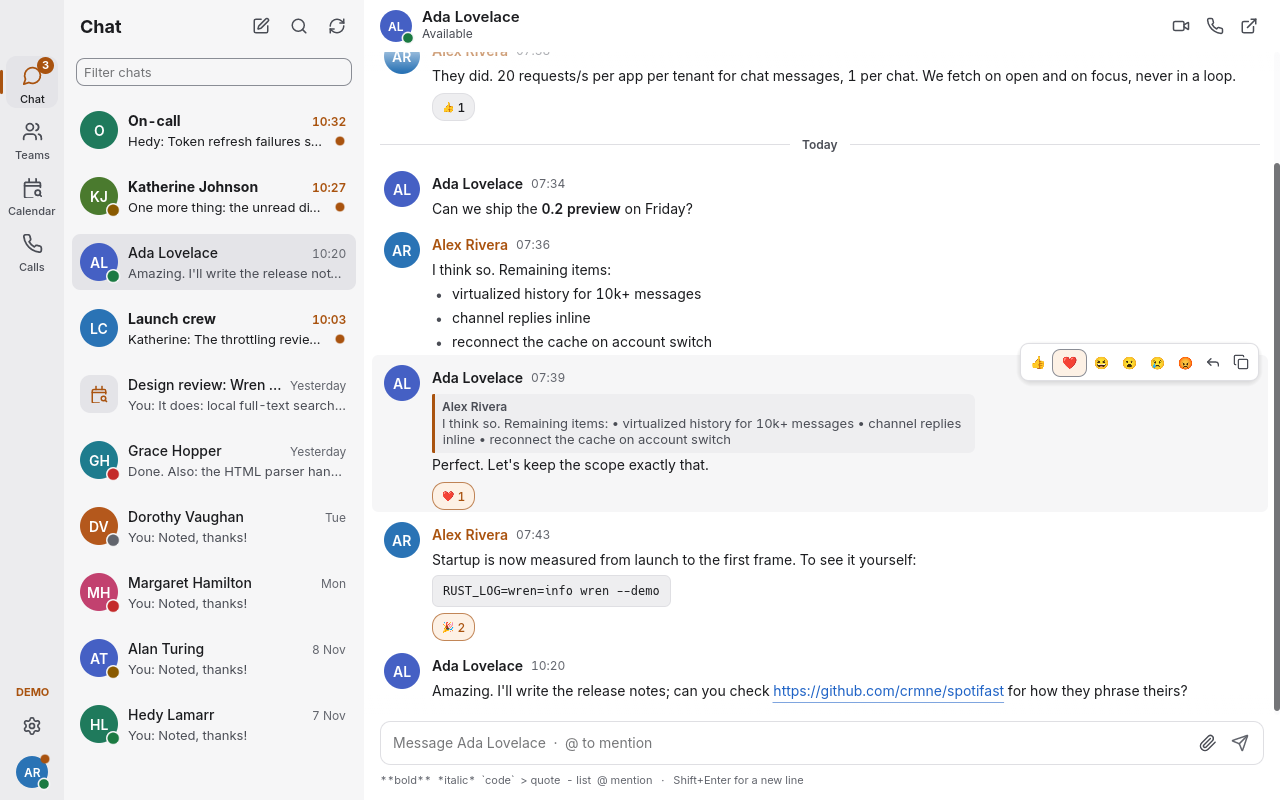 3
Chat
Teams
Calendar
Calls
DEMO
AR
Chat
Filter chats
O
On-call
10:32
Hedy: Token refresh failures s...
KJ
Katherine Johnson
10:27
One more thing: the unread di...
AL
Ada Lovelace
10:20
Amazing. I'll write the release not...
LC
Launch crew
10:03
Katherine: The throttling revie...
Design review: Wren ...
Yesterday
You: It does: local full-text search...
GH
Grace Hopper
Yesterday
Done. Also: the HTML parser han...
DV
Dorothy Vaughan
Tue
You: Noted, thanks!
MH
Margaret Hamilton
Mon
You: Noted, thanks!
AT
Alan Turing
8 Nov
You: Noted, thanks!
HL
Hedy Lamarr
7 Nov
You: Noted, thanks!
AL
Ada Lovelace
Available
AR
Alex Rivera
They did. 20 requests/s per app per tenant for chat messages, 1 per chat. We fetch on open and on focus, never in a loop.
👍 1
Today
AL
Ada Lovelace 07:34
Can we ship the 0.2 preview on Friday?
AR
Alex Rivera 07:36
I think so. Remaining items:
• virtualized history for 10k+ messages
• channel replies inline
• reconnect the cache on account switch
AL
Ada Lovelace 07:39
Alex Rivera
I think so. Remaining items: • virtualized history for 10k+ messages • channel replies
inline • reconnect the cache on account switch
Perfect. Let's keep the scope exactly that.
❤️ 1
AR
Alex Rivera 07:43
Startup is now measured from launch to the first frame. To see it yourself:
RUST_LOG=wren=info wren --demo
🎉 2
AL
Ada Lovelace 10:20
Amazing. I'll write the release notes; can you check https://github.com/crmne/spotifast for how they phrase theirs?
Message Ada Lovelace · @ to mention
**bold** *italic* `code` > quote - list @ mention · Shift+Enter for a new line